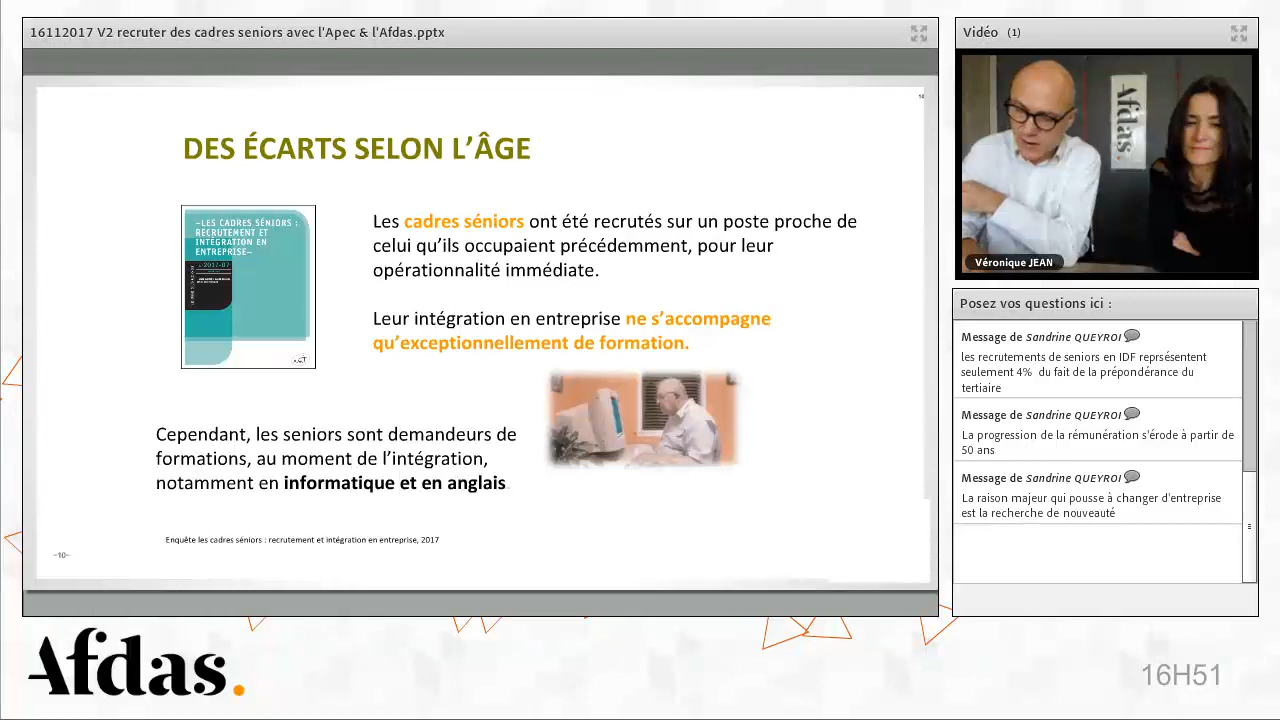 16112017 V2 recruter des cadres seniors avec l'Apec & l'Afdas.pptx
10
DES ÉCARTS SELON L’ÂGE
–LES CADRES SÉNIORS :
RECRUTEMENT ET
INTÉGRATION EN
ENTREPRISE–
Les cadres séniors ont été recrutés sur un poste proche de
celui qu’ils occupaient précédemment, pour leur
opérationnalité immédiate.
Leur intégration en entreprise ne s’accompagne
qu’exceptionnellement de formation.
Cependant, les seniors sont demandeurs de
formations, au moment de l’intégration,
notamment en informatique et en anglais
Enquête les cadres séniors : recrutement et intégration en entreprise, 2017
–10–
Vidéo (1)
Afdas.
Véronique JEAN
Posez vos questions ici :
Message de Sandrine QUEYROI
les recrutements de seniors en IDF représentent
seulement 4% du fait de la prépondérance du
tertiaire
Message de Sandrine QUEYROI
La progression de la rémunération s'érode à partir de
50 ans
Message de Sandrine QUEYROI
La raison majeur qui pousse à changer d'entreprise
est la recherche de nouveauté
Afdas.
16H51